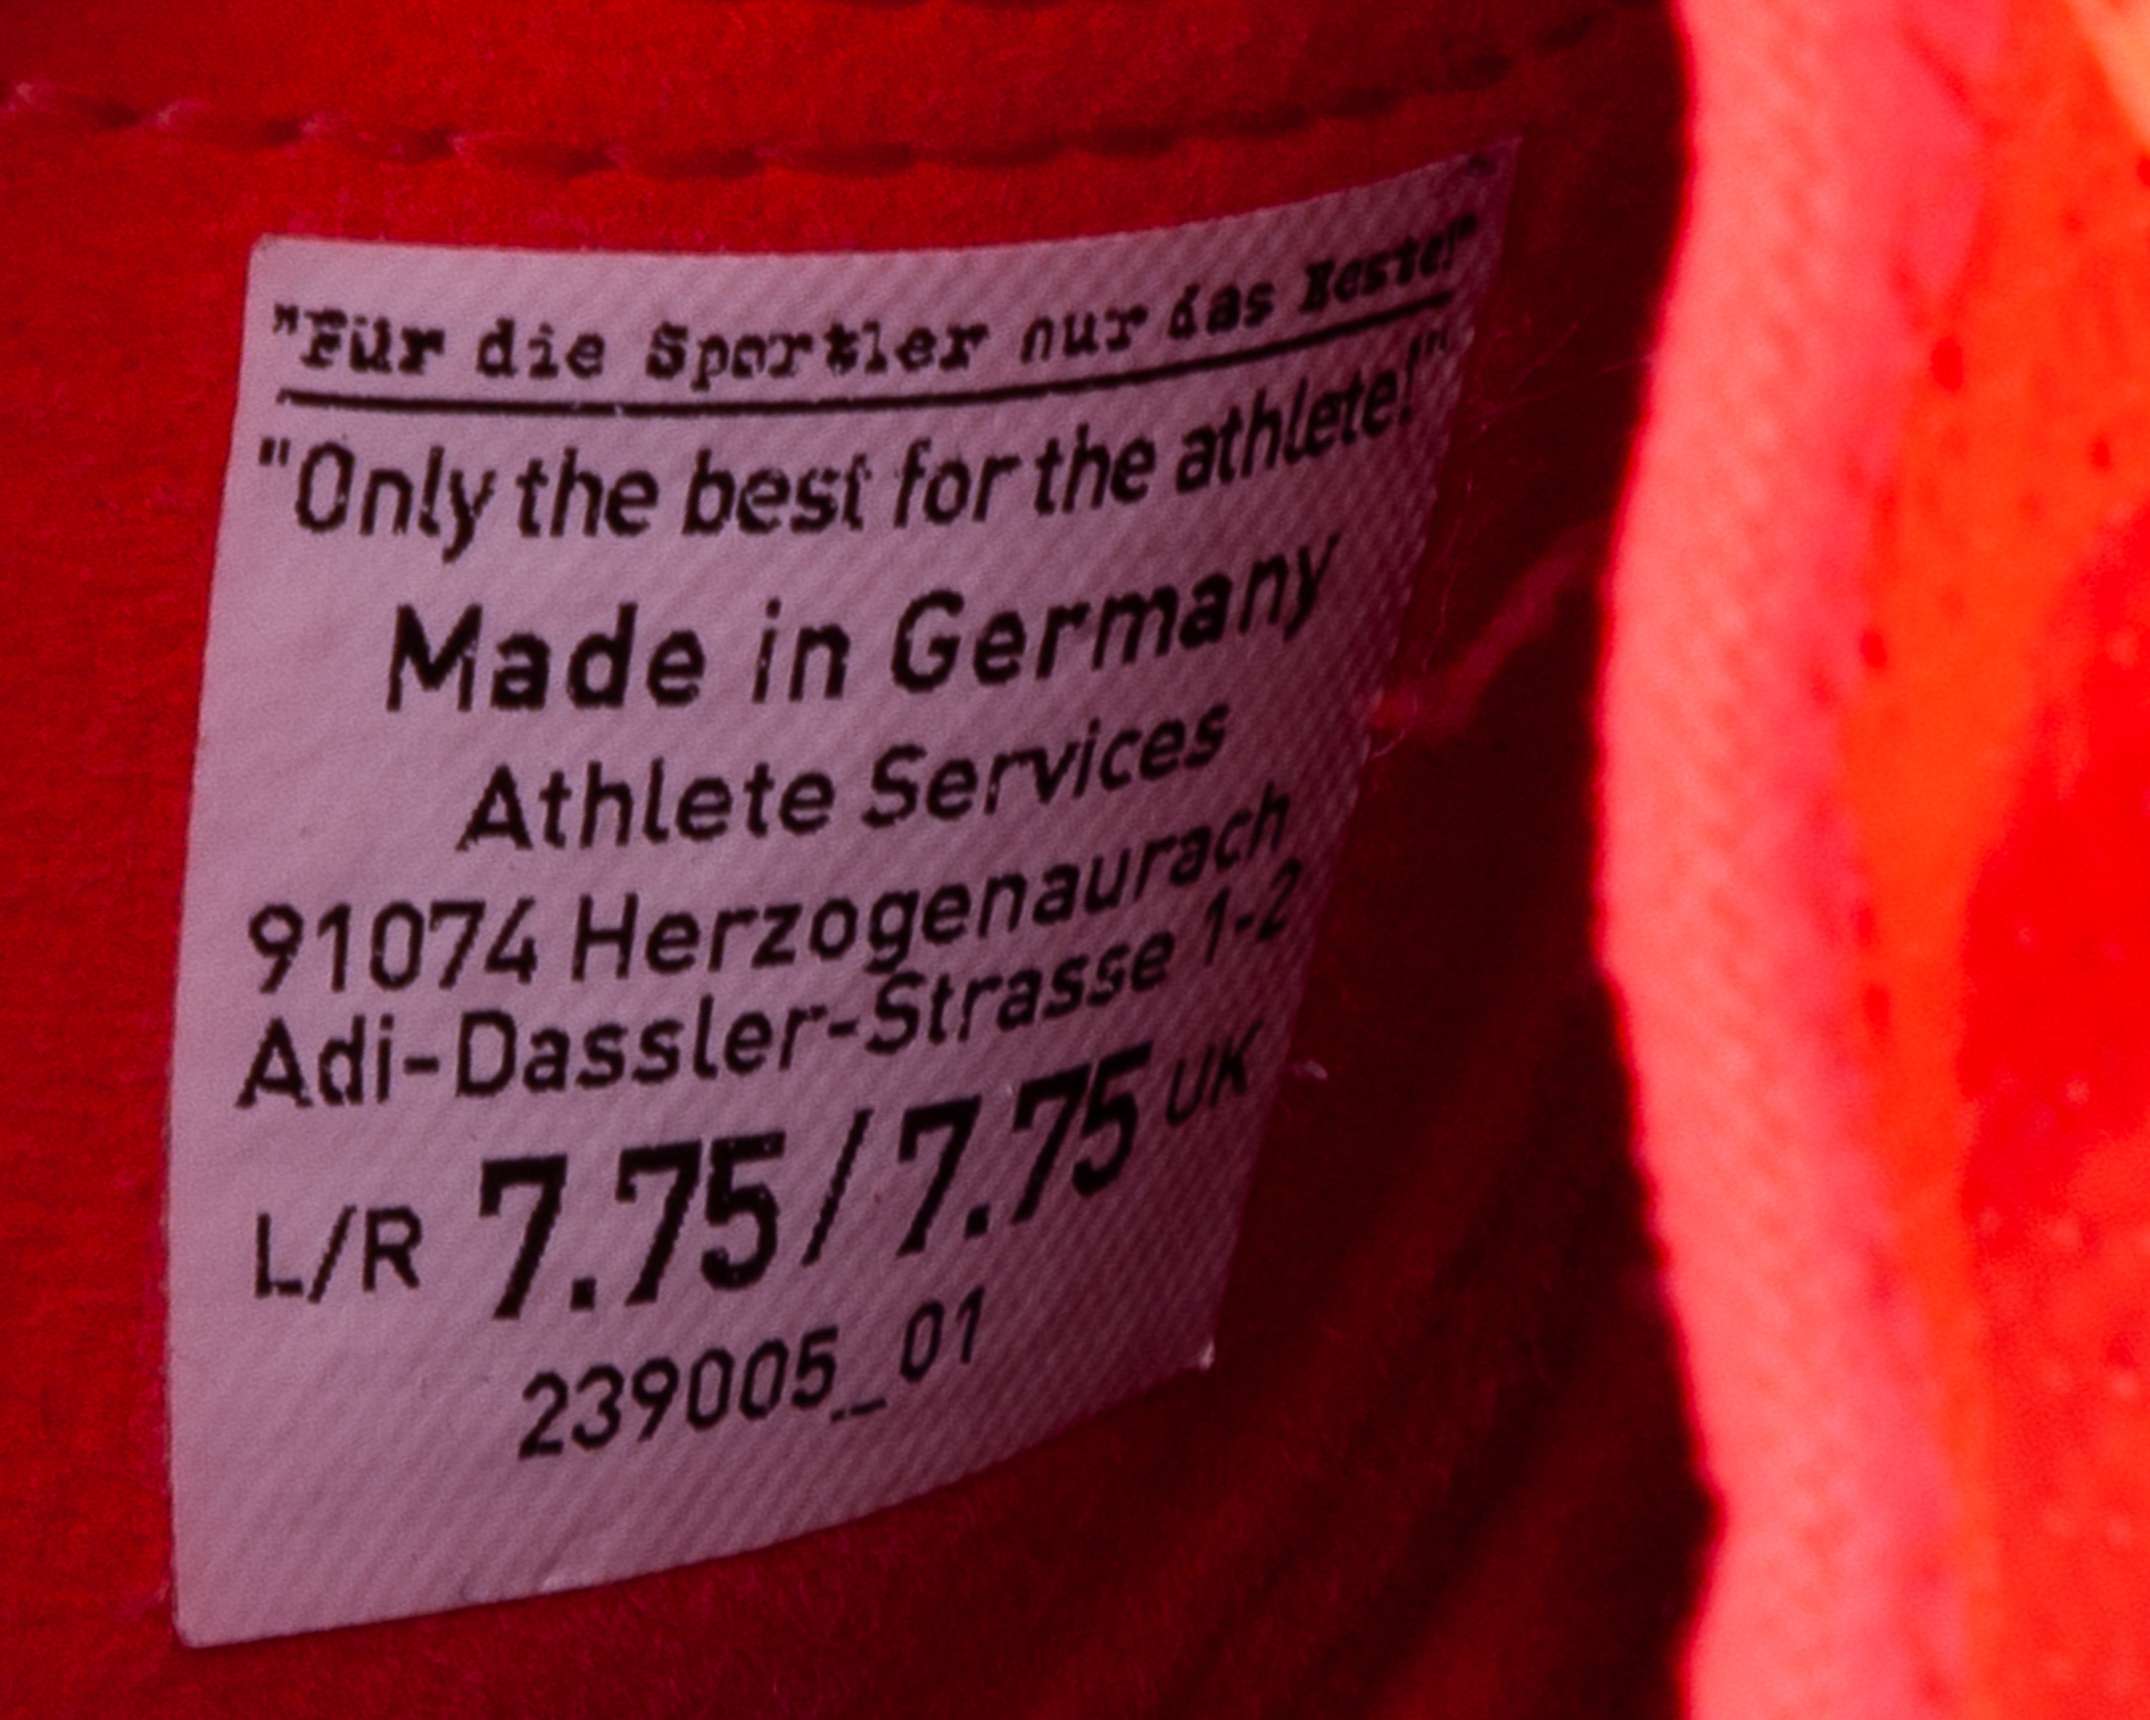 "Für die Sportler nur das Beste!"
"Only the best for the athlete!"
Made in Germany
Athlete Services
91074 Herzogenaurach
Adi-Dassler-Strasse 1-2
L/R 7.75/7.75 UK
239005_01